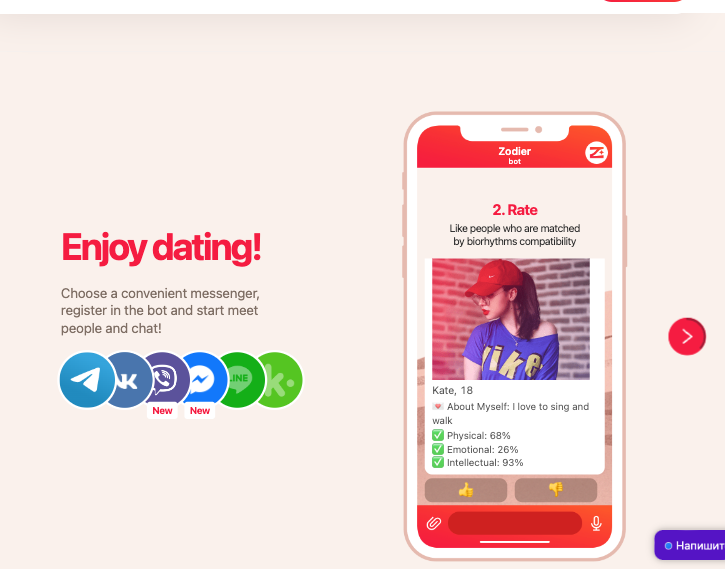 Zodier
bot
2. Rate
Like people who are matched
by biorhythms compatibility
Enjoy dating!
Choose a convenient messenger,
register in the bot and start meet
people and chat!
LINE
k
New
New
like
Kate, 18
💌 About Myself: I love to sing and
walk
✅ Physical: 68%
✅ Emotional: 26%
✅ Intellectual: 93%
Напишит